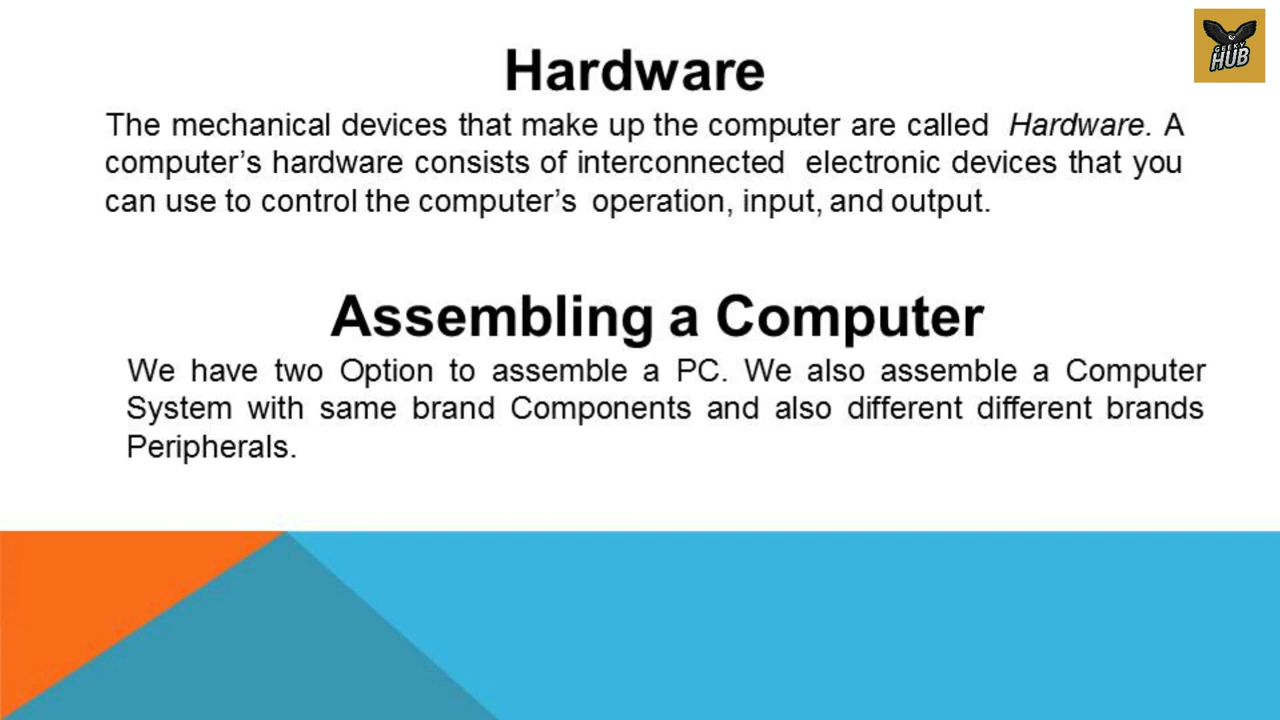 GEEKY
HUB
Hardware
The mechanical devices that make up the computer are called Hardware. A
computer's hardware consists of interconnected electronic devices that you
can use to control the computer's operation, input, and output.
Assembling a Computer
We have two Option to assemble a PC. We also assemble a Computer
System with same brand Components and also different different brands
Peripherals.